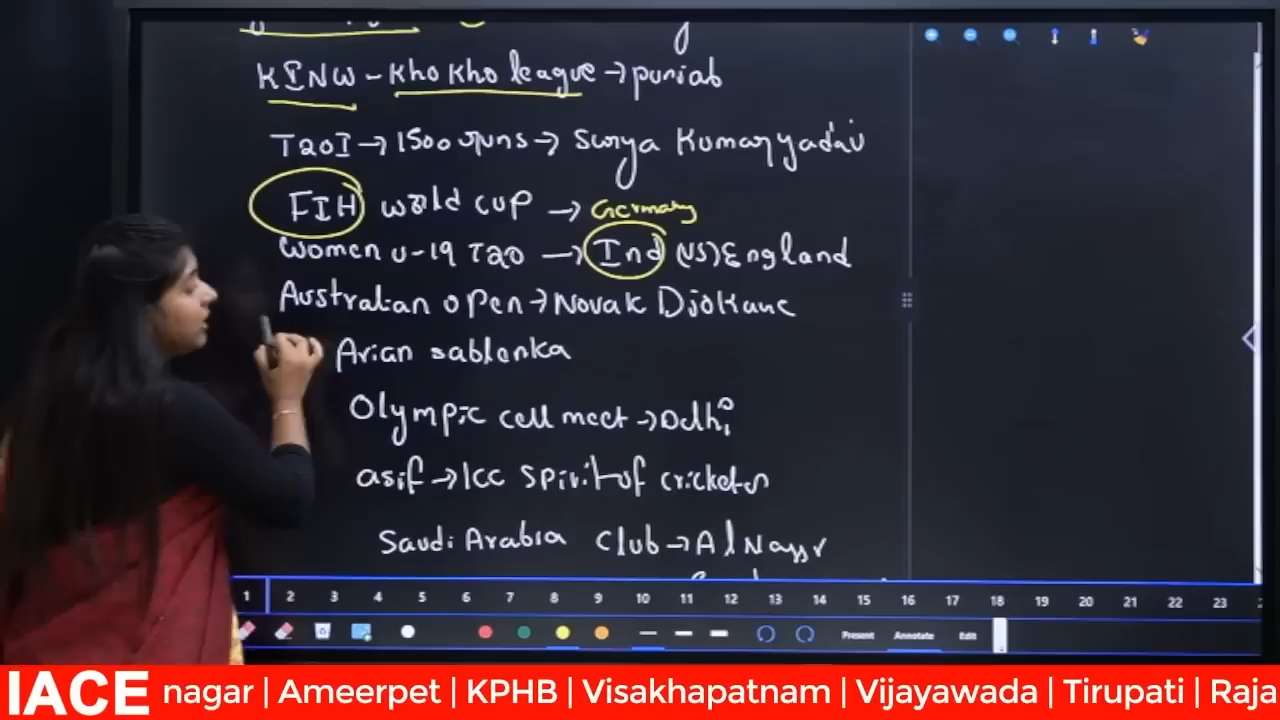 KINW - Kho Kho league → punjab
T20I → 1500 runs → Surya Kumar yadav
FIH world cup → Germany
Women U-19 T20 → Ind (VS) England
Australian open → Novak Djokanc
Arian sablenka
Olympic cell meet → Delhi
asif → ICC Spirit of cricketer
Saudi Arabia Club → Al Nassr
1 2 3 4 5 6 7 8 9 10 11 12 13 14 15 16 17 18 19 20 21 22 23
Present Annotate Edit
IACE nagar | Ameerpet | KPHB | Visakhapatnam | Vijayawada | Tirupati | Raja